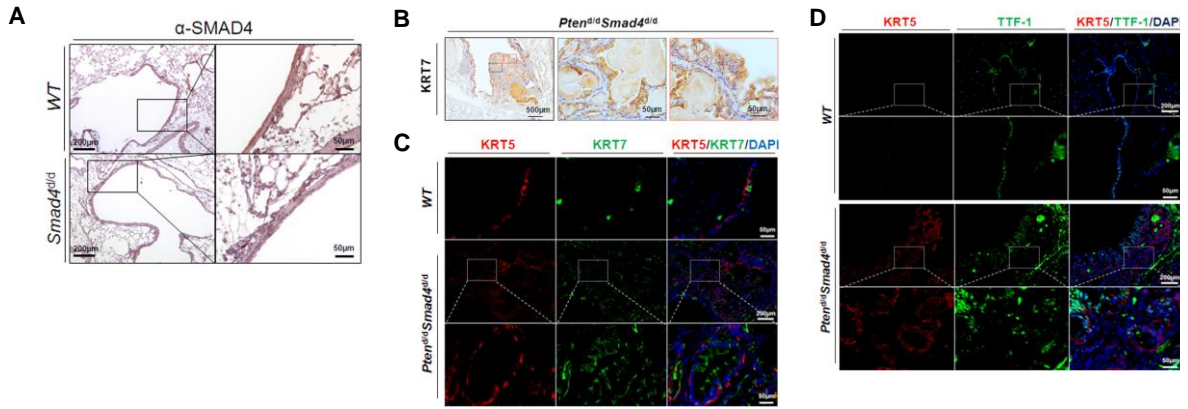 A
α-SMAD4
WT
200μm
50μm
Smad4d/d
200μm
50μm
B
Ptend/dSmad4d/d
KRT7
500μm
50μm
50μm
C
KRT5
KRT7
KRT5/KRT7/DAPI
WT
50μm
Ptend/dSmad4d/d
200μm
50μm
D
KRT5
TTF-1
KRT5/TTF-1/DAPI
WT
200μm
50μm
Ptend/dSmad4d/d
200μm
50μm